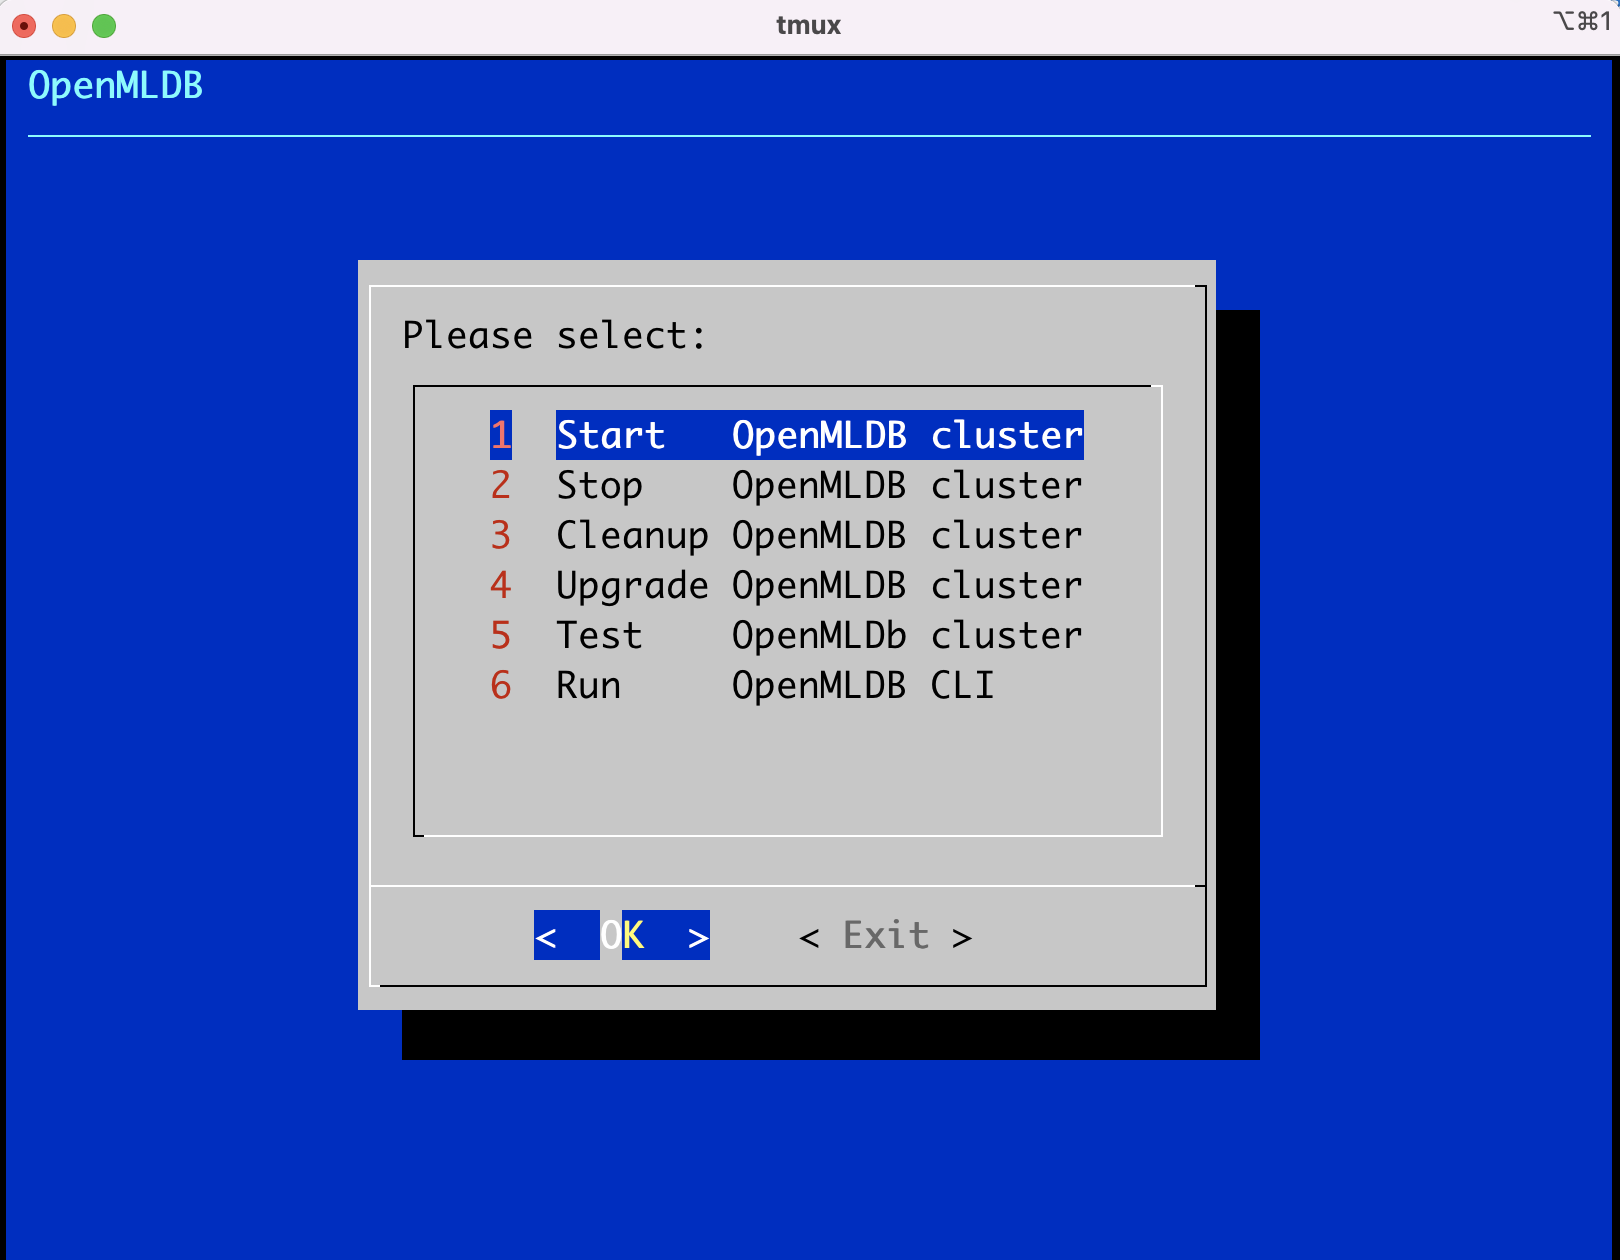 tmux
⌥⌘1
OpenMLDB
Please select:
1 Start OpenMLDB cluster
2 Stop OpenMLDB cluster
3 Cleanup OpenMLDB cluster
4 Upgrade OpenMLDB cluster
5 Test OpenMLDb cluster
6 Run OpenMLDB CLI
< OK > < Exit >